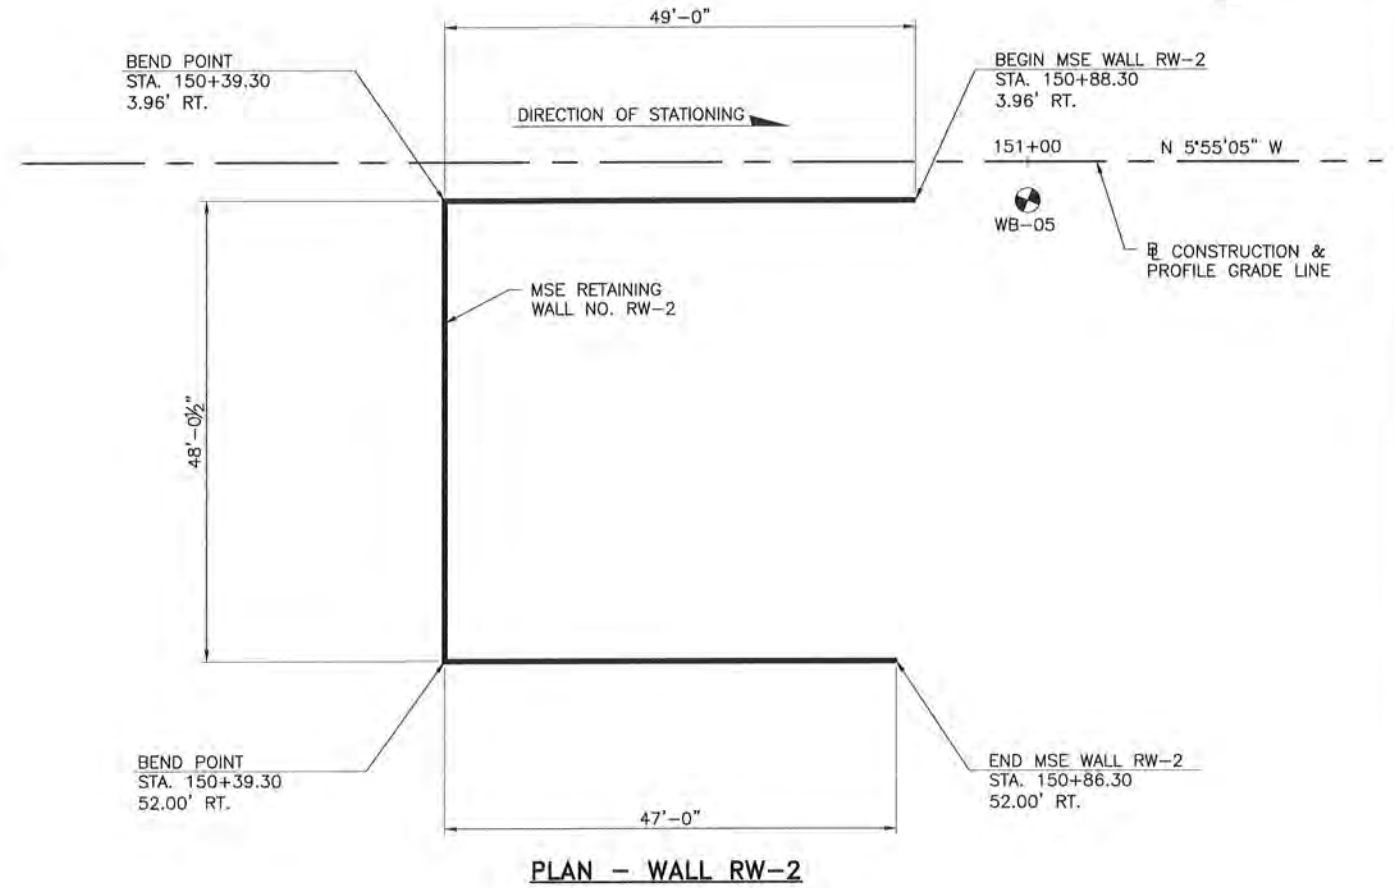 49'-0"
BEND POINT
STA. 150+39.30
3.96' RT.
BEGIN MSE WALL RW-2
STA. 150+88.30
3.96' RT.
DIRECTION OF STATIONING
151+00
N 5°55'05" W
WB-05
BL CONSTRUCTION &
PROFILE GRADE LINE
MSE RETAINING
WALL NO. RW-2
48'-0½"
BEND POINT
STA. 150+39.30
52.00' RT.
END MSE WALL RW-2
STA. 150+86.30
52.00' RT.
47'-0"
PLAN - WALL RW-2